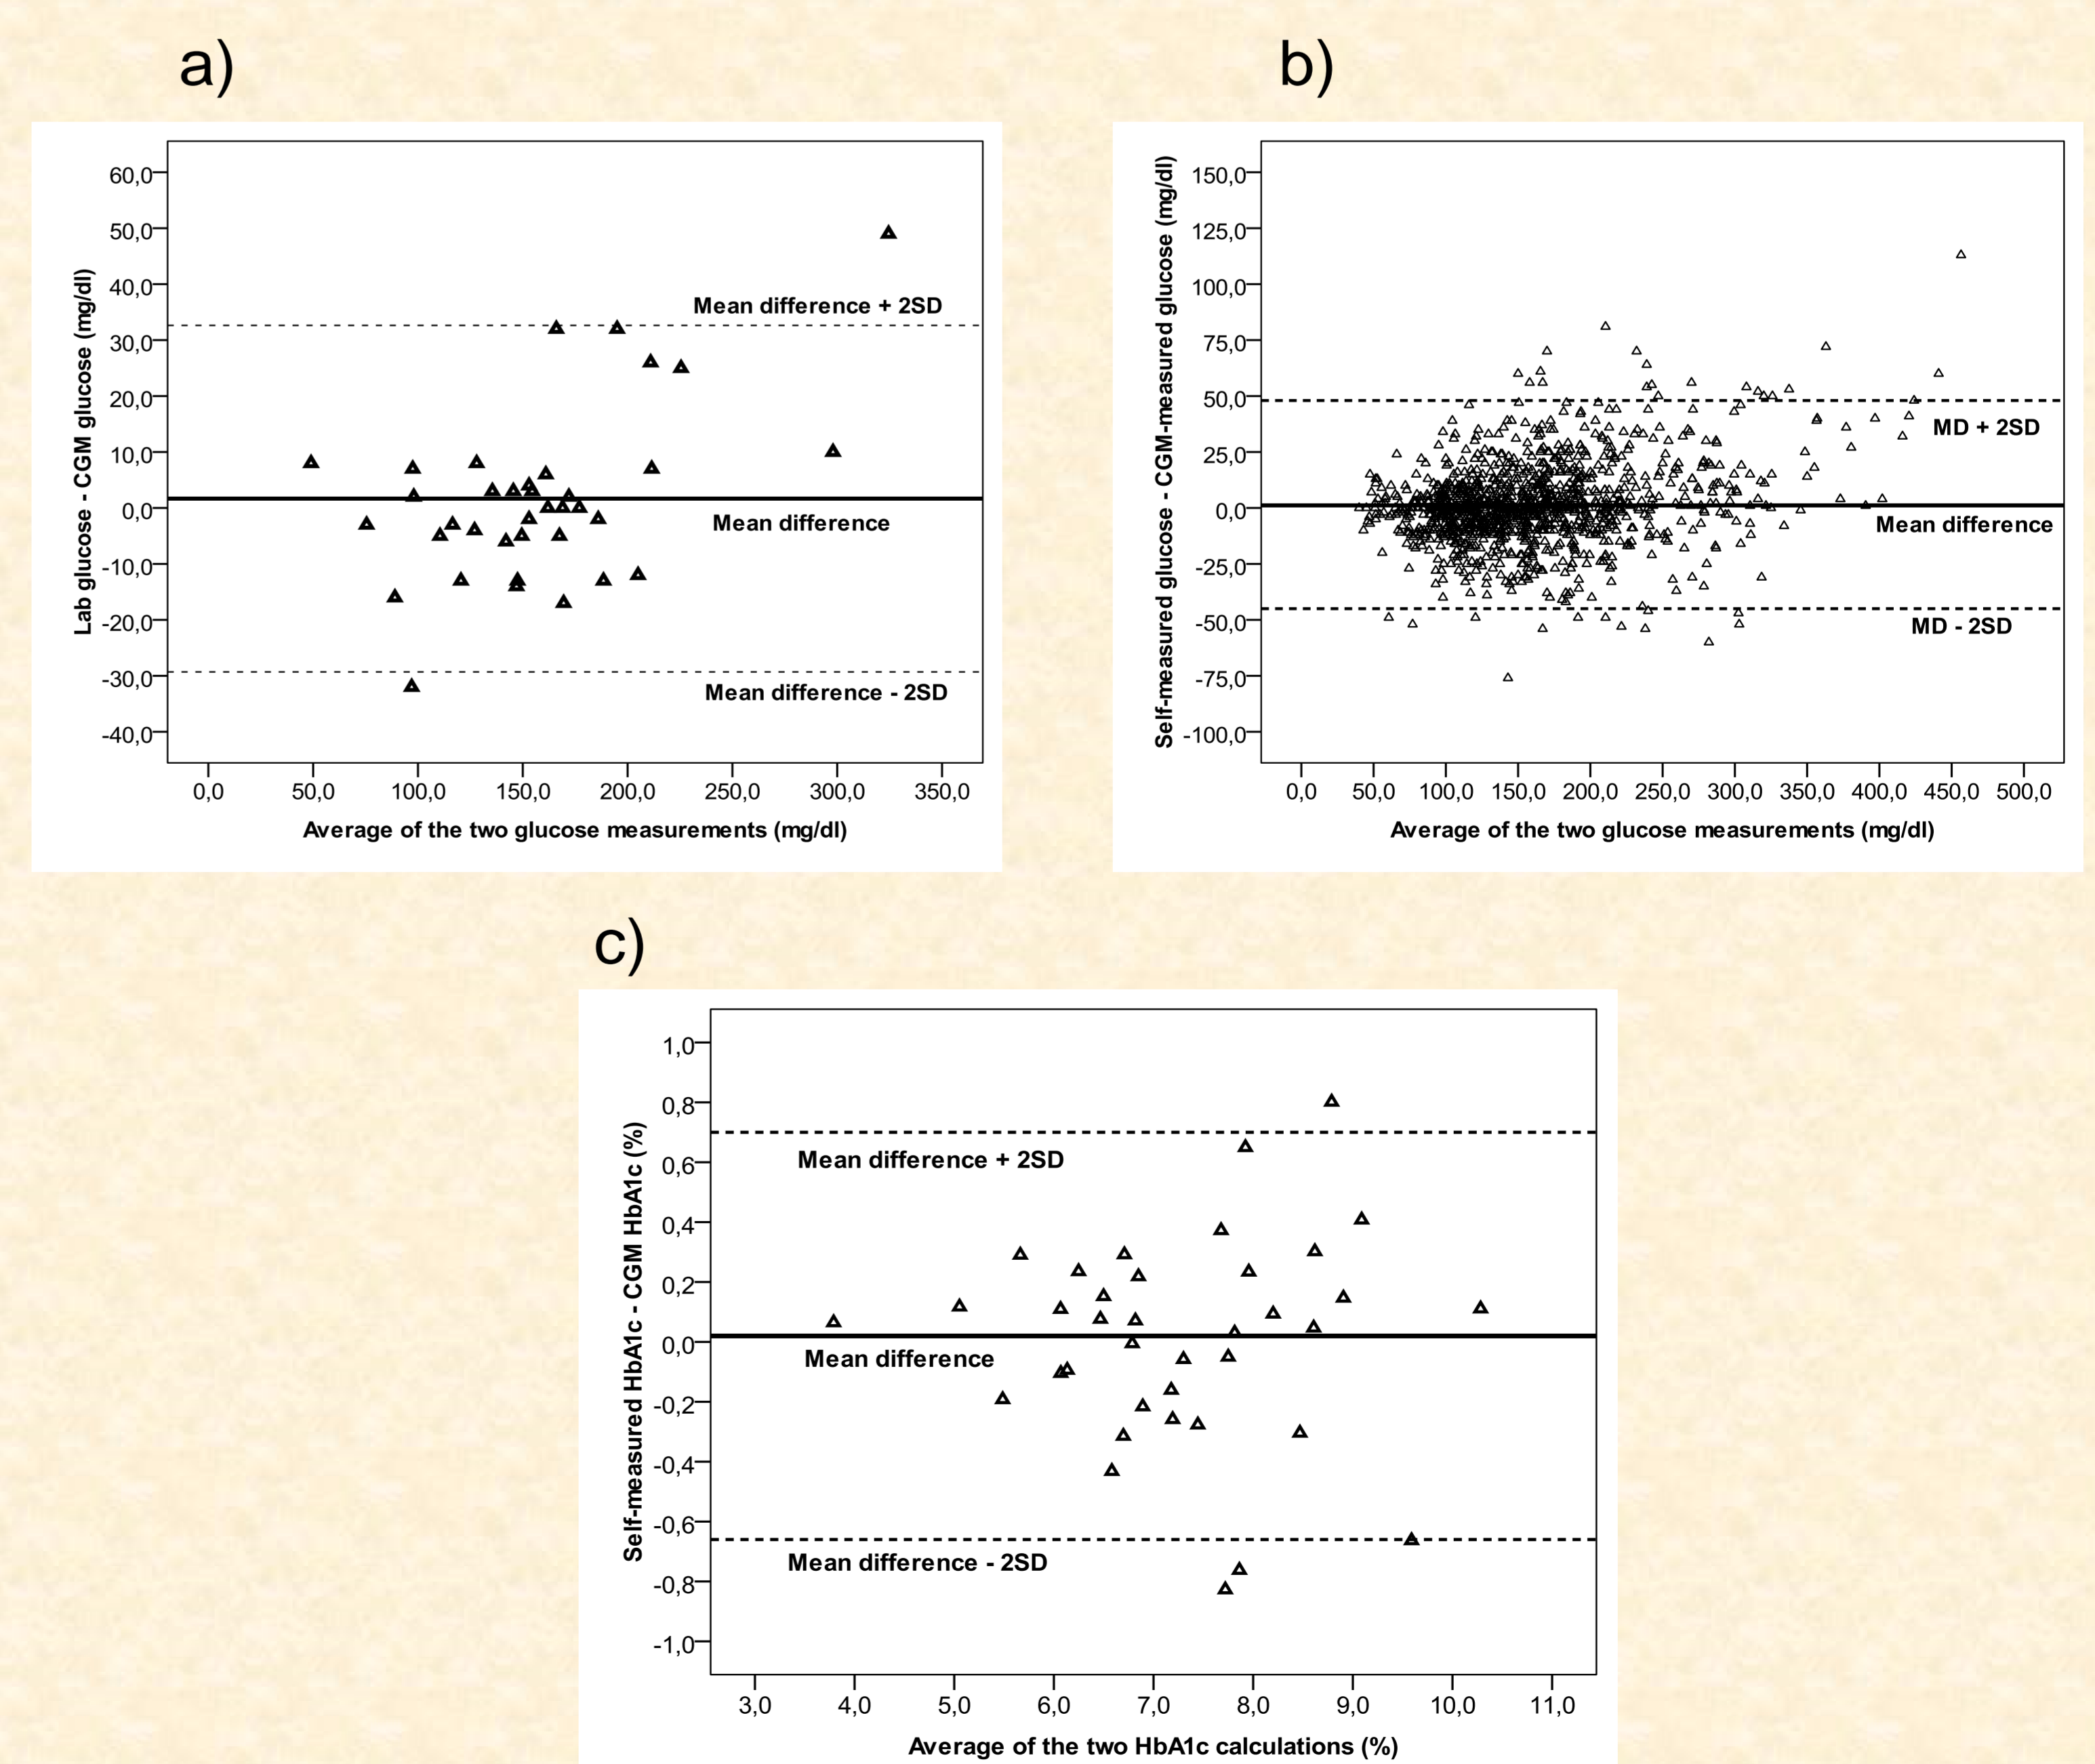 a)
60,0
50,0
40,0
30,0
20,0
10,0
0,0
-10,0
-20,0
-30,0
-40,0
Lab glucose - CGM glucose (mg/dl)
Mean difference + 2SD
Mean difference
Mean difference - 2SD
0,0 50,0 100,0 150,0 200,0 250,0 300,0 350,0
Average of the two glucose measurements (mg/dl)
b)
150,0
125,0
100,0
75,0
50,0
25,0
0,0
-25,0
-50,0
-75,0
-100,0
Self-measured glucose - CGM-measured glucose (mg/dl)
MD + 2SD
Mean difference
MD - 2SD
0,0 50,0 100,0 150,0 200,0 250,0 300,0 350,0 400,0 450,0 500,0
Average of the two glucose measurements (mg/dl)
c)
1,0
0,8
0,6
0,4
0,2
0,0
-0,2
-0,4
-0,6
-0,8
-1,0
Self-measured HbA1c - CGM HbA1c (%)
Mean difference + 2SD
Mean difference
Mean difference - 2SD
3,0 4,0 5,0 6,0 7,0 8,0 9,0 10,0 11,0
Average of the two HbA1c calculations (%)